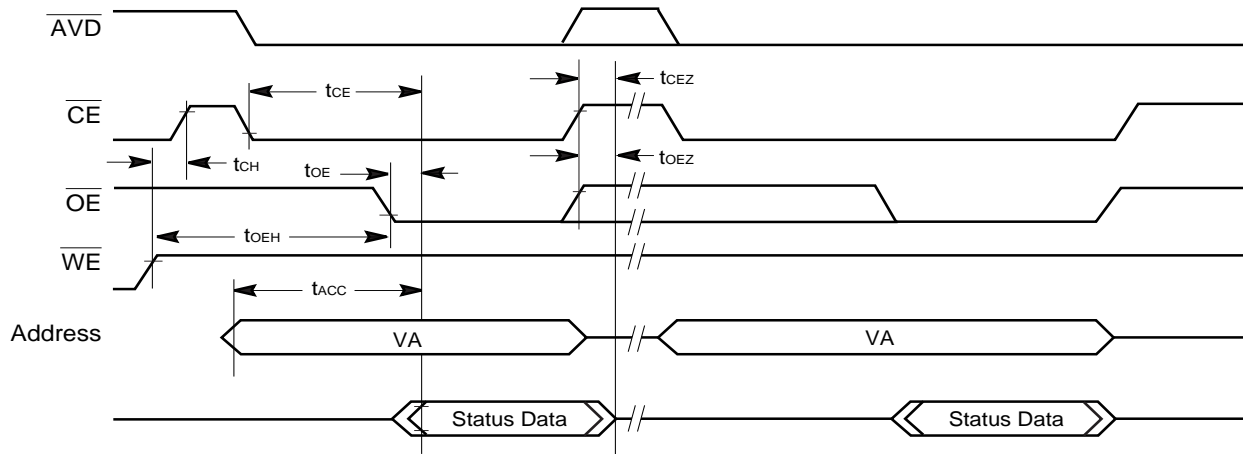 AVD
tCEZ
tCE
CE
tCH
tOE
tOEZ
OE
tOEH
WE
tACC
Address
VA
VA
Status Data
Status Data